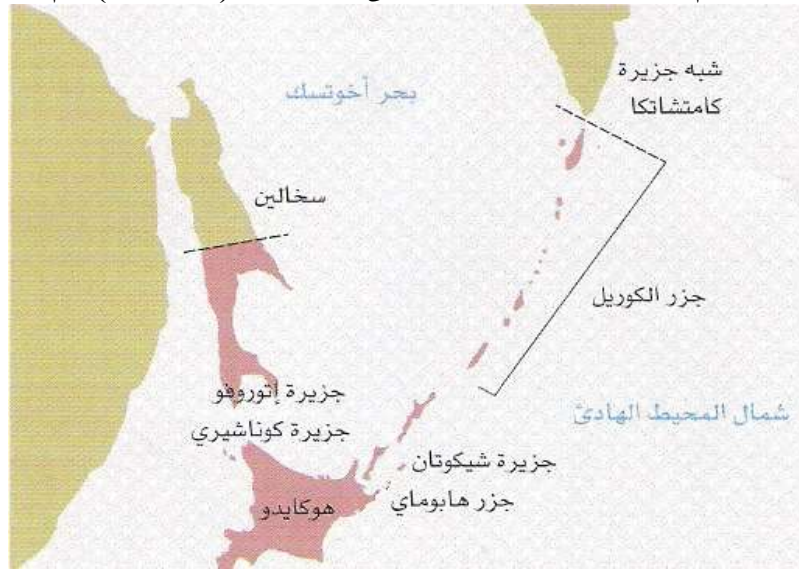 شبه جزيرة
كامتشاتكا
بحر آخوتسك
سخالين
جزر الكوريل
جزيرة إتوروفو
جزيرة كوناشيري
شمال المحيط الهادئ
جزيرة شيكوتان
جزر هابوماي
هوكايدو